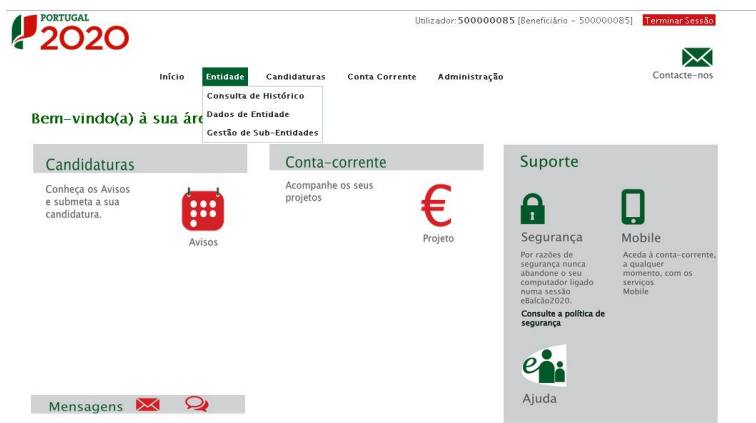 PORTUGAL
2020
Utilizador: 500000085 [Beneficiário - 500000085]
Terminar Sessão
Contacte-nos
Início
Entidade
Candidaturas
Conta Corrente
Administração
Consulta de Histórico
Dados de Entidade
Gestão de Sub-Entidades
Bem-vindo(a) à sua áre
Candidaturas
Conheça os Avisos
e submeta a sua
candidatura.
Avisos
Conta-corrente
Acompanhe os seus
projetos
Projeto
Suporte
Segurança
Por razões de
segurança nunca
abandone o seu
computador ligado
numa sessão
eBalcão2020.
Consulte a política de
segurança
Mobile
Aceda à conta-corrente,
a qualquer
momento, com os
serviços
Mobile
Ajuda
Mensagens